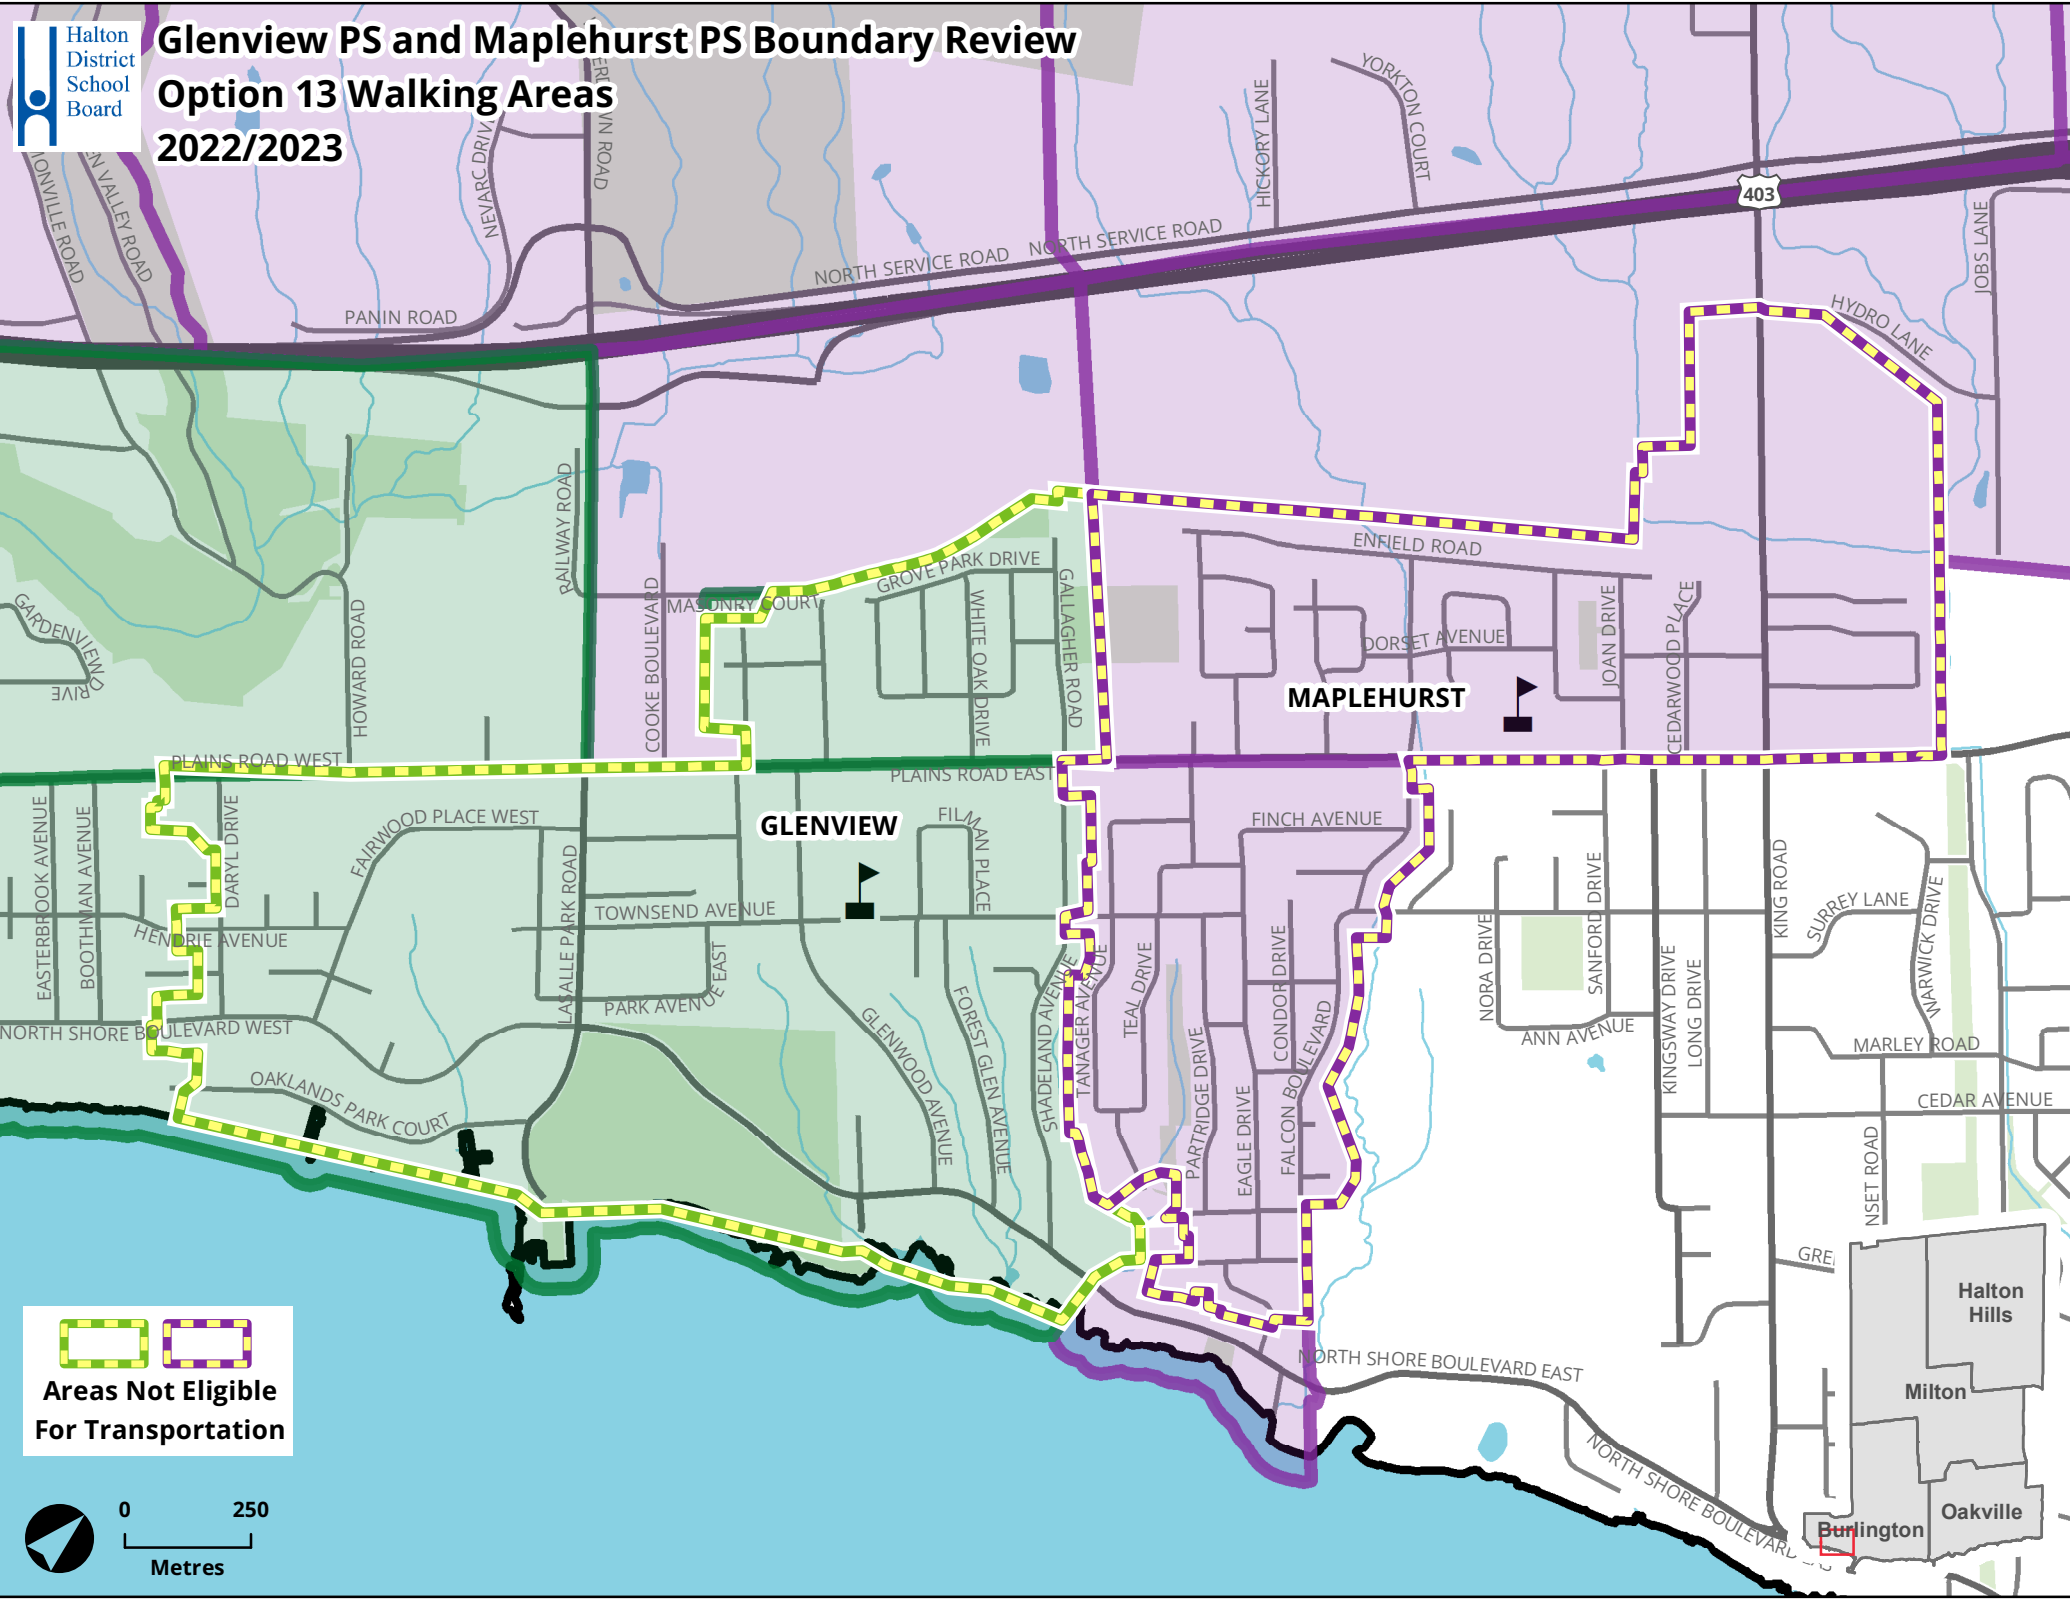 Halton
District
School
Board
Glenview PS and Maplehurst PS Boundary Review
Option 13 Walking Areas
2022/2023
NEVARC DRIV
YORKTON COURT
HICKORY LANE
403
JOBS LANE
NORTH SERVICE ROAD
NORTH SERVICE ROAD
PANIN ROAD
HYDRO LANE
RAILWAY ROAD
COOKE BOULEVARD
MASONRY COURT
GROVE PARK DRIVE
WHITE OAK DRIVE
GALLAGHER ROAD
ENFIELD ROAD
DORSET AVENUE
JOAN DRIVE
CEDARWOOD PLACE
MAPLEHURST
GARDENVIEW DRIVE
HOWARD ROAD
PLAINS ROAD WEST
PLAINS ROAD EAST
GLENVIEW
EASTERBROOK AVENUE
BOOTHMAN AVENUE
DARYL DRIVE
FAIRWOOD PLACE WEST
LASALLE PARK ROAD
TOWNSEND AVENUE
FILMAN PLACE
FINCH AVENUE
HENDRIE AVENUE
PARK AVENUE EAST
NORTH SHORE BOULEVARD WEST
OAKLANDS PARK COURT
GLENWOOD AVENUE
FOREST GLEN AVENUE
SHADELAND AVENUE
TANAGER AVENUE
TEAL DRIVE
PARTRIDGE DRIVE
EAGLE DRIVE
CONDOR DRIVE
FALCON BOULEVARD
NORA DRIVE
SANFORD DRIVE
ANN AVENUE
KINGSWAY DRIVE
LONG DRIVE
KING ROAD
SURREY LANE
WARWICK DRIVE
MARLEY ROAD
CEDAR AVENUE
NSET ROAD
GREI
NORTH SHORE BOULEVARD EAST
NORTH SHORE BOULEVARD
Areas Not Eligible
For Transportation
0 250
Metres
Halton
Hills
Milton
Oakville
Burlington